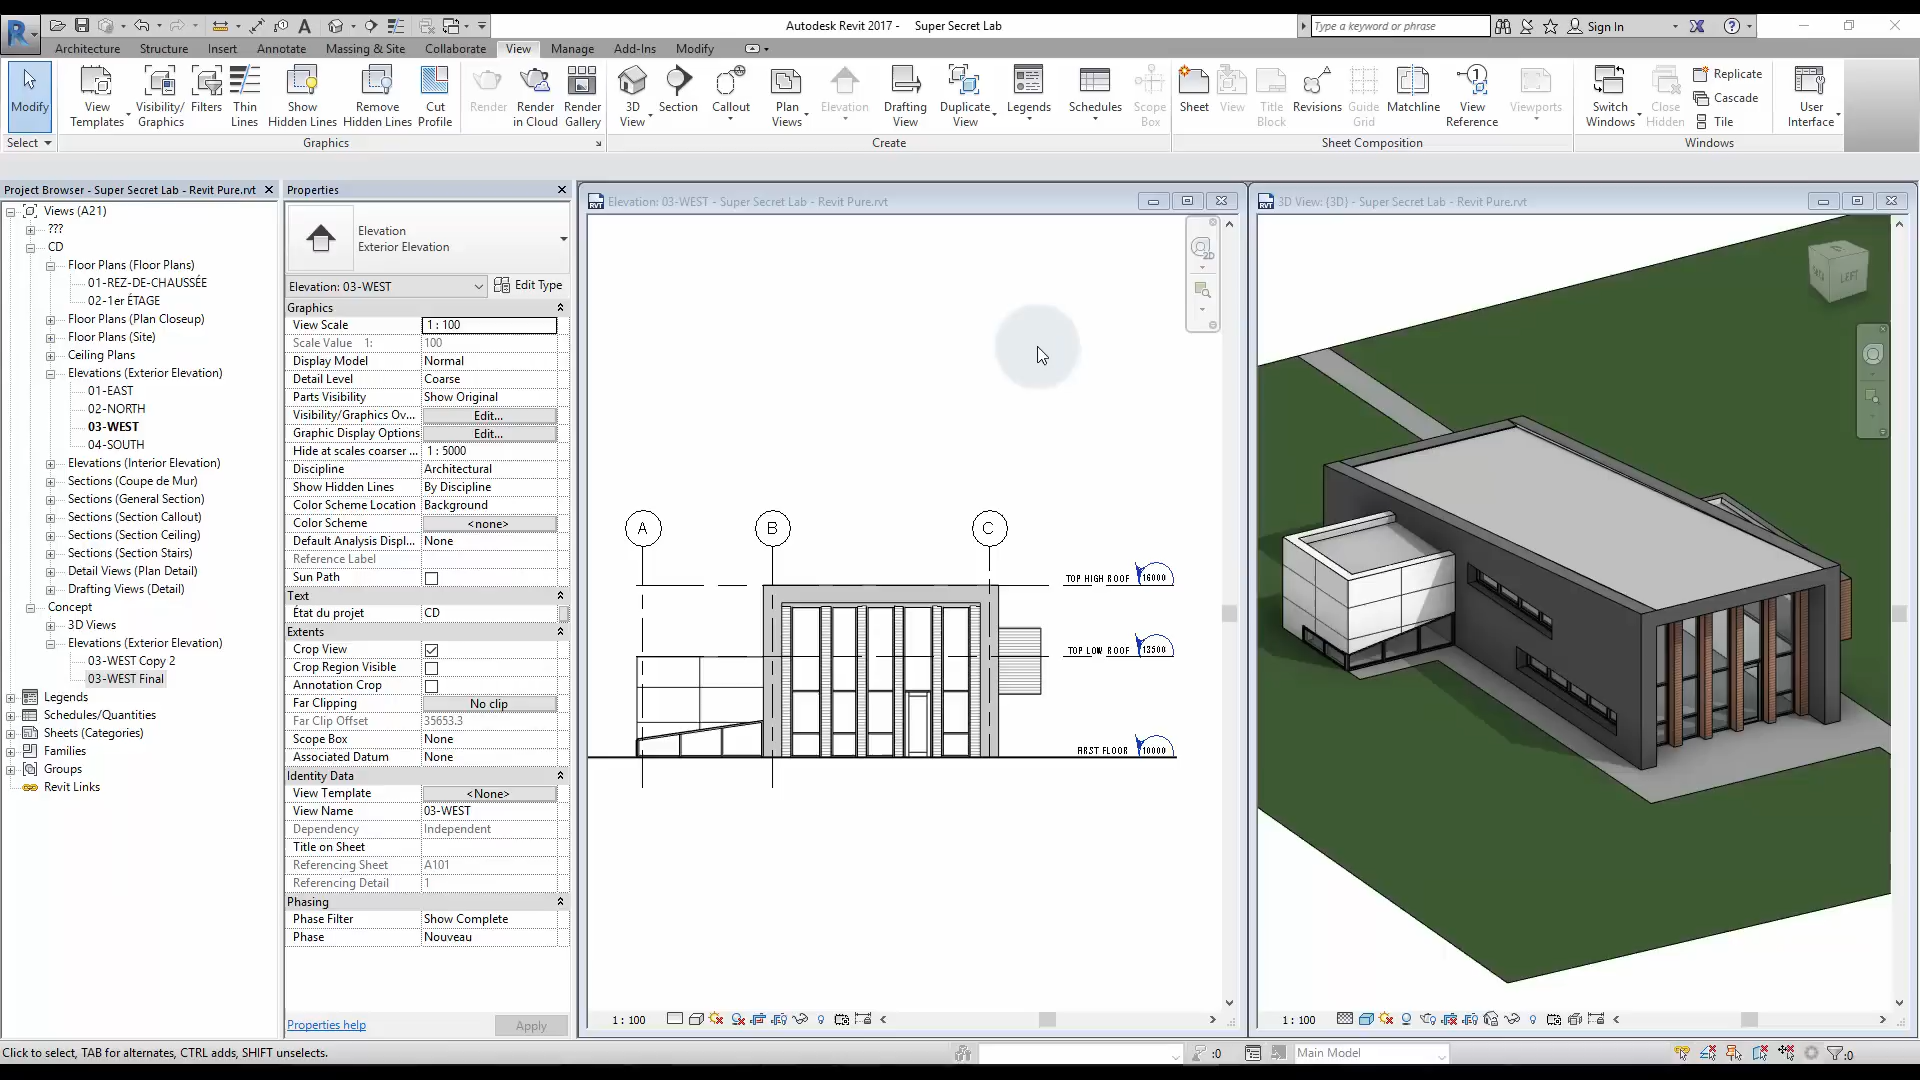 Autodesk Revit 2017 -    Super Secret Lab
Type a keyword or phrase
Sign In
Architecture
Structure
Insert
Annotate
Massing & Site
Collaborate
View
Manage
Add-Ins
Modify
Modify
View Templates
Visibility/ Graphics
Filters
Thin Lines
Show Hidden Lines
Remove Hidden Lines
Cut Profile
Render
Render in Cloud
Render Gallery
3D View
Section
Callout
Plan Views
Elevation
Drafting View
Duplicate View
Legends
Schedules
Scope Box
Sheet
View
Title Block
Revisions
Guide Grid
Matchline
View Reference
Viewports
Switch Windows
Close Hidden
Replicate
Cascade
Tile
User Interface
Select
Graphics
Create
Sheet Composition
Windows
Project Browser - Super Secret Lab - Revit Pure.rvt
Views (A21)
???
CD
Floor Plans (Floor Plans)
01-REZ-DE-CHAUSSÉE
02-1er ÉTAGE
Floor Plans (Plan Closeup)
Floor Plans (Site)
Ceiling Plans
Elevations (Exterior Elevation)
01-EAST
02-NORTH
03-WEST
04-SOUTH
Elevations (Interior Elevation)
Sections (Coupe de Mur)
Sections (General Section)
Sections (Section Callout)
Sections (Section Ceiling)
Sections (Section Stairs)
Detail Views (Plan Detail)
Drafting Views (Detail)
Concept
3D Views
Elevations (Exterior Elevation)
03-WEST Copy 2
03-WEST Final
Legends
Schedules/Quantities
Sheets (Categories)
Families
Groups
Revit Links
Properties
Elevation
Exterior Elevation
Elevation: 03-WEST
Edit Type
Graphics
View Scale 1 : 100
Scale Value 1: 100
Display Model Normal
Detail Level Coarse
Parts Visibility Show Original
Visibility/Graphics Ov... Edit...
Graphic Display Options Edit...
Hide at scales coarser ... 1 : 5000
Discipline Architectural
Show Hidden Lines By Discipline
Color Scheme Location Background
Color Scheme <none>
Default Analysis Displ... None
Reference Label
Sun Path
Text
État du projet CD
Extents
Crop View
Crop Region Visible
Annotation Crop
Far Clipping No clip
Far Clip Offset 35653.3
Scope Box None
Associated Datum None
Identity Data
View Template <None>
View Name 03-WEST
Dependency Independent
Title on Sheet
Referencing Sheet A101
Referencing Detail 1
Phasing
Phase Filter Show Complete
Phase Nouveau
Properties help
Apply
Elevation: 03-WEST - Super Secret Lab - Revit Pure.rvt
2D
A
B
C
TOP HIGH ROOF 16000
TOP LOW ROOF 13500
FIRST FLOOR 10000
1 : 100
3D View: {3D} - Super Secret Lab - Revit Pure.rvt
LEFT
1 : 100
Click to select, TAB for alternates, CTRL adds, SHIFT unselects.
:0
Main Model
:0